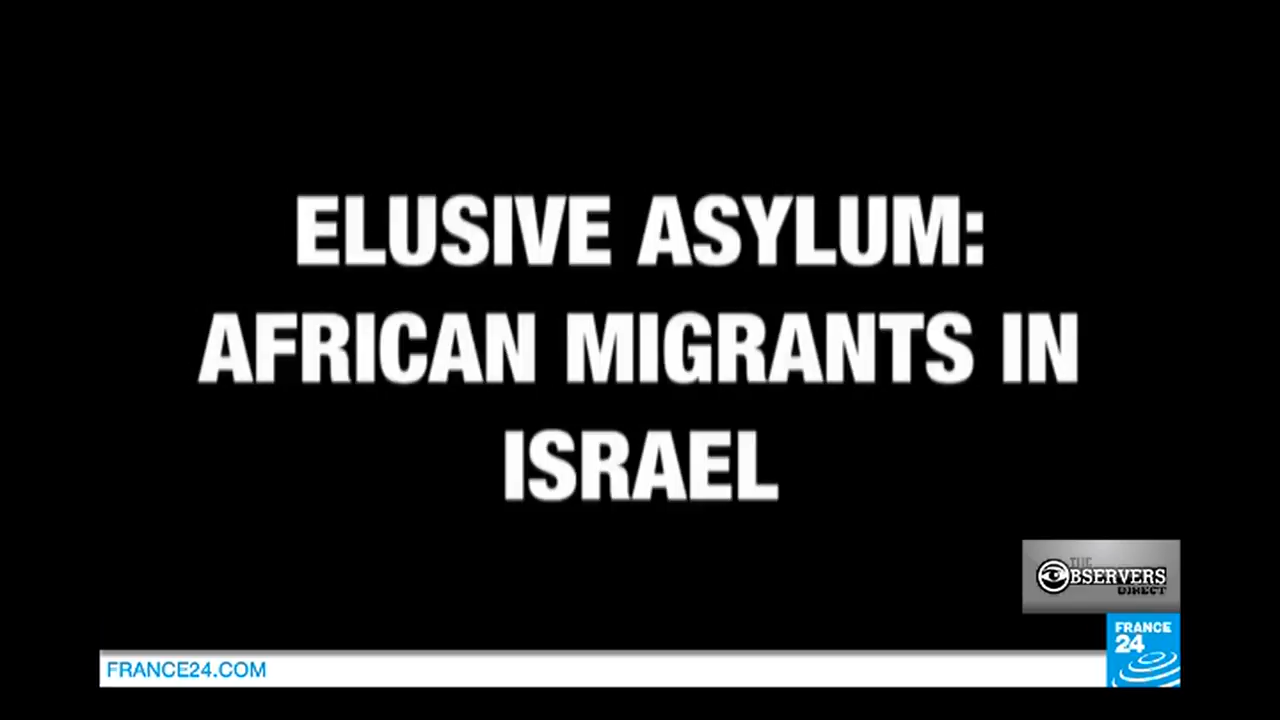 ELUSIVE ASYLUM:
AFRICAN MIGRANTS IN
ISRAEL
THE
OBSERVERS
DIRECT
FRANCE
24
FRANCE24.COM